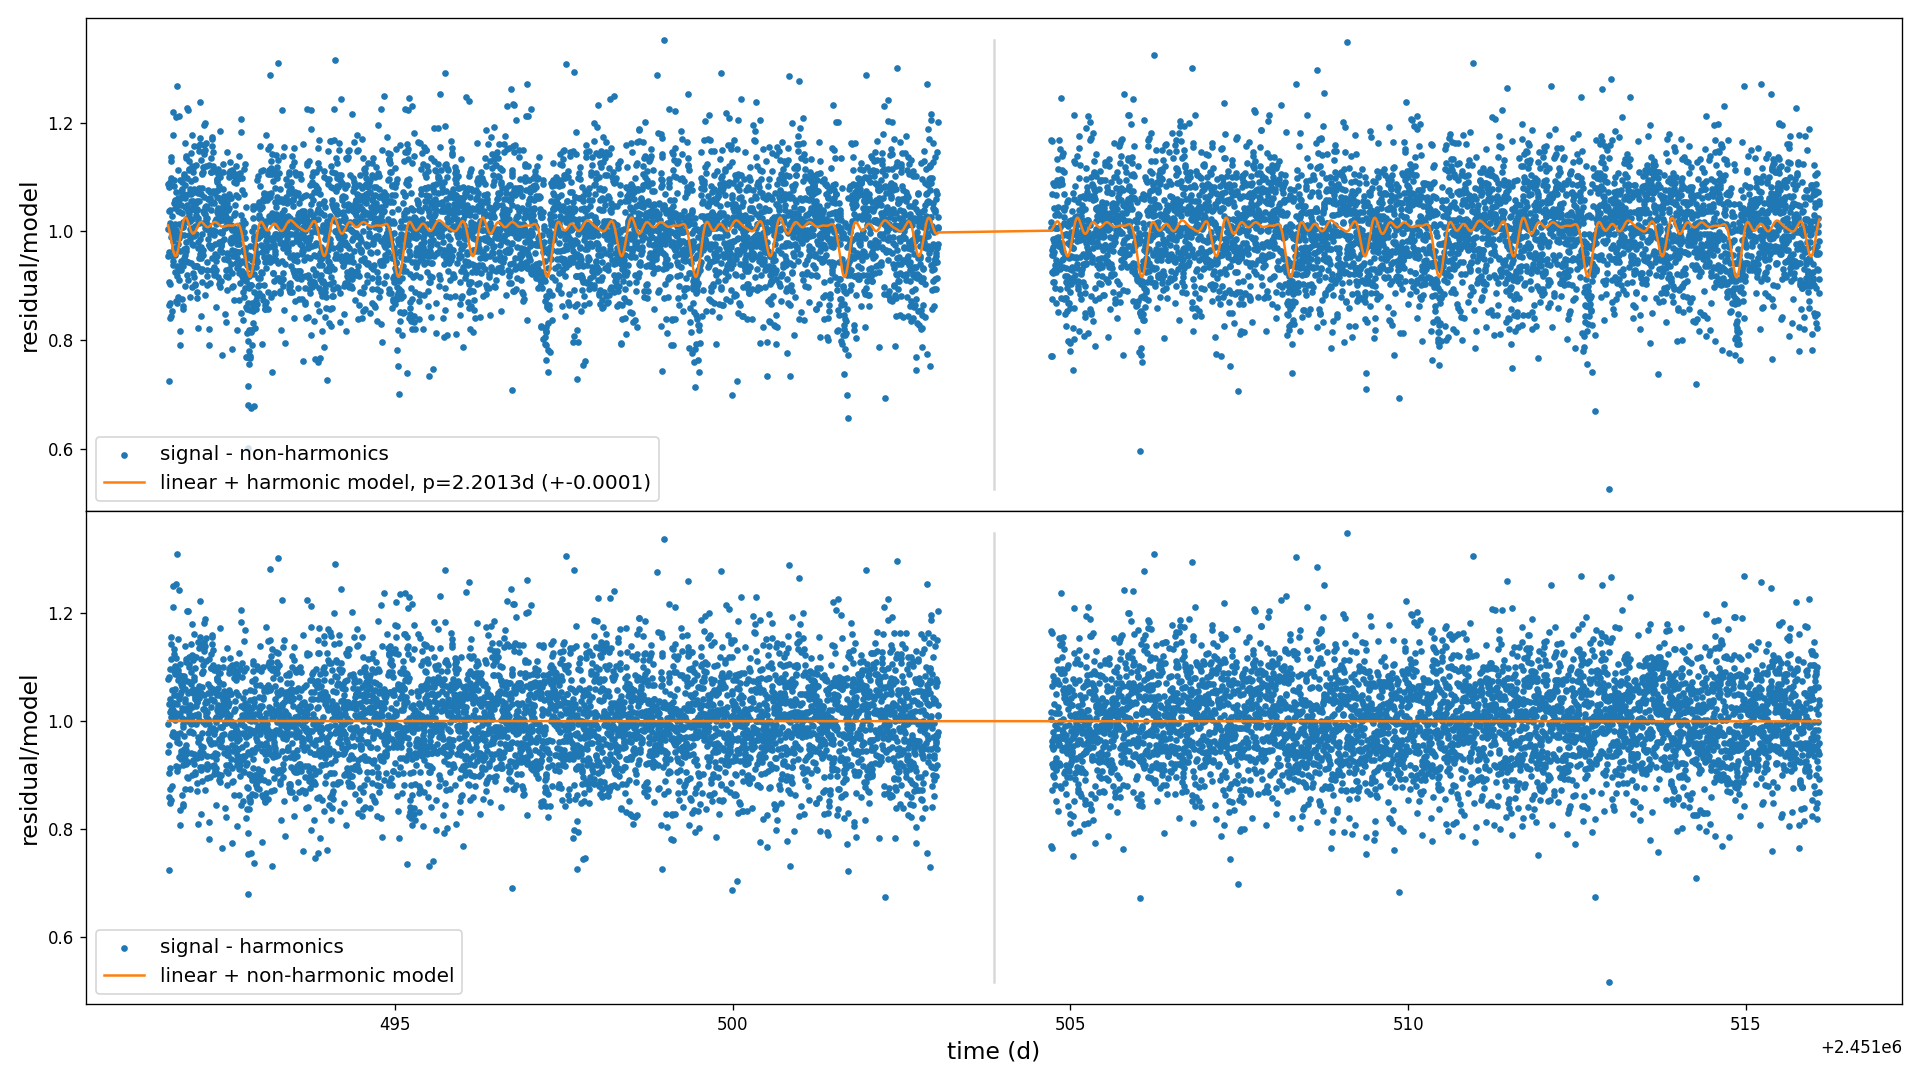 1.2
1.0
0.8
0.6
residual/model
signal - non-harmonics
linear + harmonic model, p=2.2013d (+-0.0001)
1.2
1.0
0.8
0.6
residual/model
signal - harmonics
linear + non-harmonic model
495
500
505
510
515
time (d)
+2.451e6